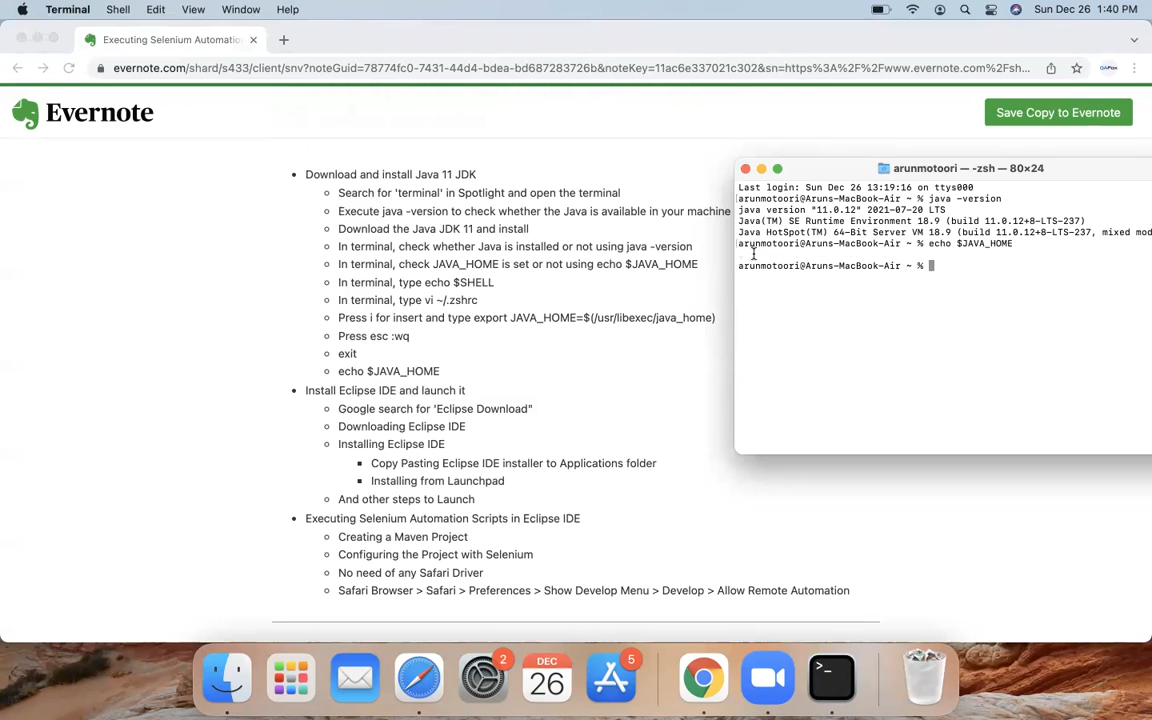 Terminal Shell Edit View Window Help Sun Dec 26 1:40 PM
Executing Selenium Automatio
evernote.com/shard/s433/client/snv?noteGuid=78774fc0-7431-44d4-bdea-bd687283726b&noteKey=11ac6e337021c302&sn=https%3A%2F%2Fwww.evernote.com%2Fsh...
Evernote
Save Copy to Evernote
Download and install Java 11 JDK
Search for 'terminal' in Spotlight and open the terminal
Execute java -version to check whether the Java is available in your machine
Download the Java JDK 11 and install
In terminal, check whether Java is installed or not using java -version
In terminal, check JAVA_HOME is set or not using echo $JAVA_HOME
In terminal, type echo $SHELL
In terminal, type vi ~/.zshrc
Press i for insert and type export JAVA_HOME=$(/usr/libexec/java_home)
Press esc :wq
exit
echo $JAVA_HOME
Install Eclipse IDE and launch it
Google search for 'Eclipse Download"
Downloading Eclipse IDE
Installing Eclipse IDE
Copy Pasting Eclipse IDE installer to Applications folder
Installing from Launchpad
And other steps to Launch
Executing Selenium Automation Scripts in Eclipse IDE
Creating a Maven Project
Configuring the Project with Selenium
No need of any Safari Driver
Safari Browser > Safari > Preferences > Show Develop Menu > Develop > Allow Remote Automation
arunmotoori — -zsh — 80×24
Last login: Sun Dec 26 13:19:16 on ttys000
arunmotoori@Aruns-MacBook-Air ~ % java -version
java version "11.0.12" 2021-07-20 LTS
Java(TM) SE Runtime Environment 18.9 (build 11.0.12+8-LTS-237)
Java HotSpot(TM) 64-Bit Server VM 18.9 (build 11.0.12+8-LTS-237, mixed mod
arunmotoori@Aruns-MacBook-Air ~ % echo $JAVA_HOME
arunmotoori@Aruns-MacBook-Air ~ %
2
DEC
26
5
>_